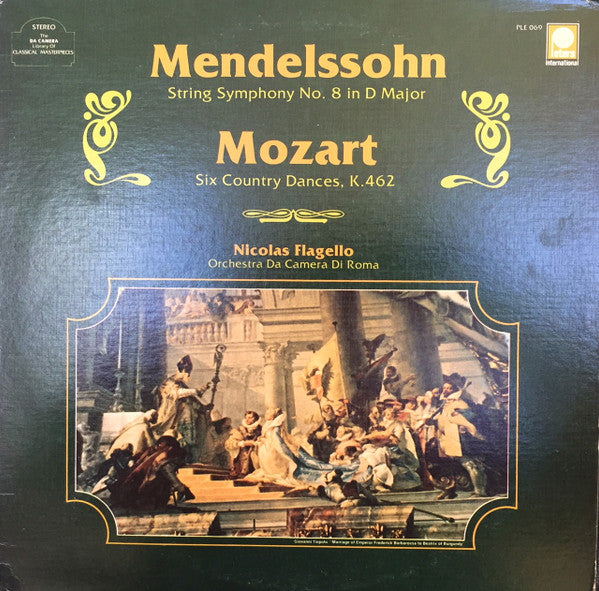 STEREO
The
DA CAMERA
Library Of
CLASSICAL MASTERPIECES
PLE 069
Peters
International
Mendelssohn
String Symphony No. 8 in D Major
Mozart
Six Country Dances, K.462
Nicolas Flagello
Orchestra Da Camera Di Roma
Giovanni Tiepolo - Marriage of Emperor Frederick Barbarossa to Beatrix of Burgundy